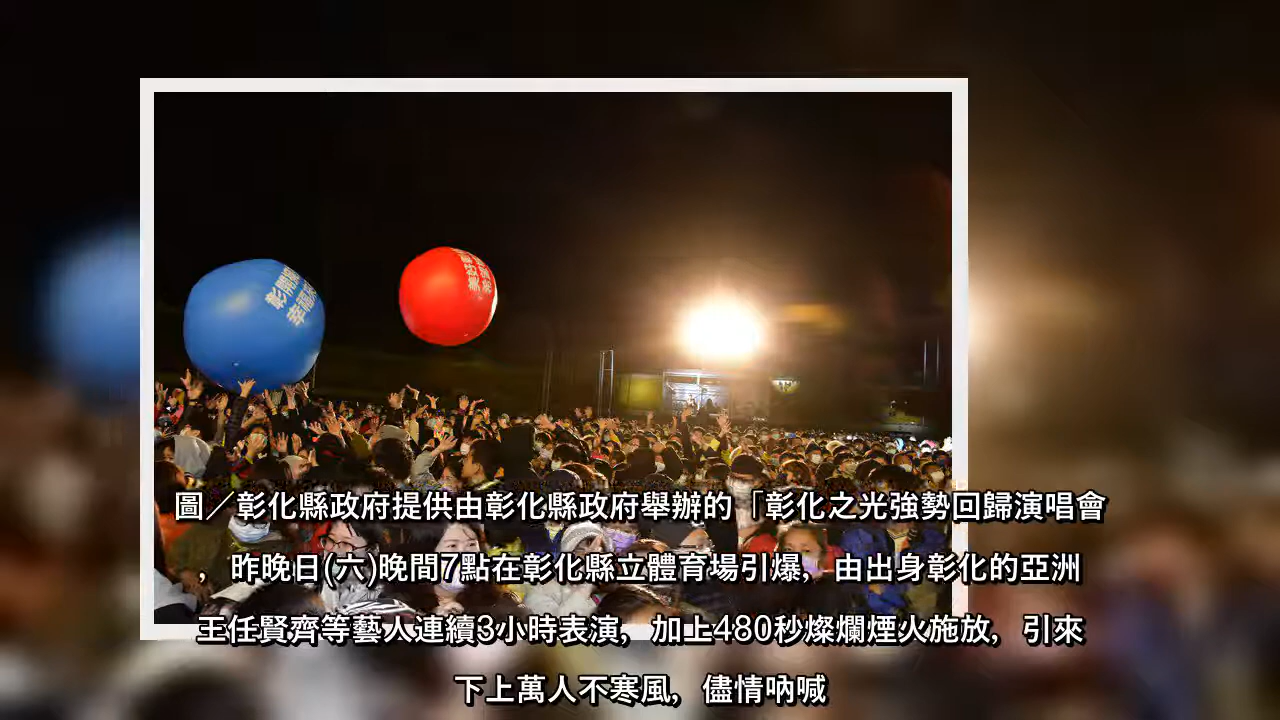 圖／彰化縣政府提供由彰化縣政府舉辦的「彰化之光強勢回歸演唱會
，昨晚日(六)晚間7點在彰化縣立體育場引爆，由出身彰化的亞洲
王任賢齊等藝人連續3小時表演，加上480秒燦爛煙火施放，引來
下上萬人不寒風，儘情吶喊